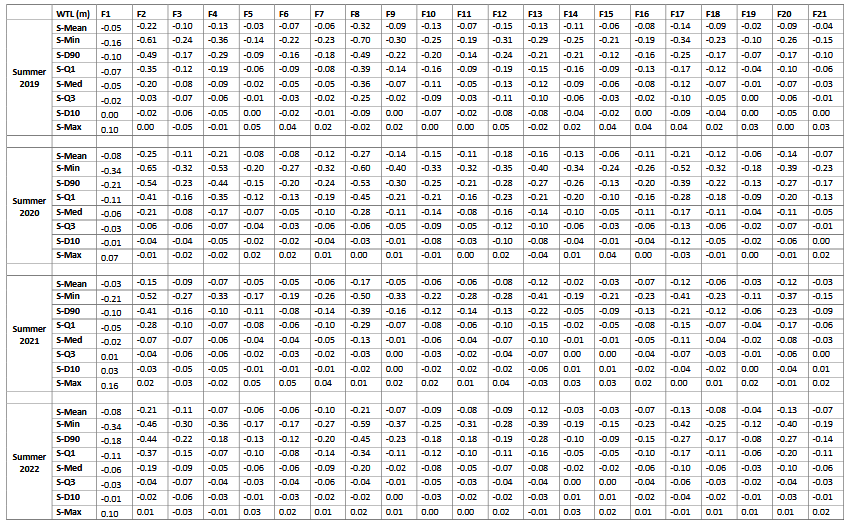 WTL (m) F1 F2 F3 F4 F5 F6 F7 F8 F9 F10 F11 F12 F13 F14 F15 F16 F17 F18 F19 F20 F21
Summer 2019
S-Mean -0.05 -0.22 -0.10 -0.13 -0.03 -0.07 -0.06 -0.32 -0.09 -0.13 -0.07 -0.15 -0.13 -0.11 -0.06 -0.08 -0.14 -0.09 -0.02 -0.09 -0.04
S-Min -0.16 -0.61 -0.24 -0.36 -0.14 -0.22 -0.23 -0.70 -0.30 -0.25 -0.19 -0.31 -0.29 -0.25 -0.21 -0.19 -0.34 -0.23 -0.10 -0.26 -0.15
S-D90 -0.10 -0.49 -0.17 -0.29 -0.09 -0.16 -0.18 -0.49 -0.22 -0.20 -0.14 -0.24 -0.21 -0.21 -0.12 -0.16 -0.25 -0.17 -0.07 -0.17 -0.10
S-Q1 -0.07 -0.35 -0.12 -0.19 -0.06 -0.09 -0.08 -0.39 -0.14 -0.16 -0.09 -0.19 -0.15 -0.16 -0.09 -0.13 -0.17 -0.12 -0.04 -0.10 -0.06
S-Med -0.05 -0.20 -0.08 -0.09 -0.02 -0.05 -0.05 -0.36 -0.07 -0.11 -0.05 -0.13 -0.12 -0.09 -0.06 -0.08 -0.12 -0.07 -0.01 -0.07 -0.03
S-Q3 -0.02 -0.03 -0.07 -0.06 -0.01 -0.03 -0.02 -0.25 -0.02 -0.09 -0.03 -0.11 -0.10 -0.06 -0.03 -0.02 -0.10 -0.05 0.00 -0.06 -0.01
S-D10 0.00 -0.02 -0.06 -0.05 0.00 -0.02 -0.01 -0.09 0.00 -0.07 -0.02 -0.08 -0.08 -0.04 -0.02 0.00 -0.09 -0.04 0.01 -0.05 0.00
S-Max 0.10 0.00 -0.05 -0.01 0.05 0.04 0.02 -0.02 0.02 0.00 0.00 0.05 -0.02 0.02 0.04 0.04 0.04 0.02 0.03 0.00 0.03
Summer 2020
S-Mean -0.08 -0.25 -0.11 -0.21 -0.08 -0.08 -0.12 -0.27 -0.14 -0.15 -0.11 -0.18 -0.16 -0.13 -0.06 -0.11 -0.21 -0.12 -0.06 -0.14 -0.07
S-Min -0.34 -0.65 -0.32 -0.53 -0.20 -0.27 -0.32 -0.60 -0.40 -0.33 -0.32 -0.35 -0.40 -0.34 -0.24 -0.26 -0.52 -0.32 -0.18 -0.39 -0.23
S-D90 -0.21 -0.54 -0.23 -0.44 -0.15 -0.20 -0.24 -0.53 -0.30 -0.25 -0.21 -0.28 -0.27 -0.26 -0.13 -0.20 -0.39 -0.22 -0.13 -0.27 -0.17
S-Q1 -0.11 -0.41 -0.16 -0.35 -0.12 -0.13 -0.19 -0.45 -0.21 -0.21 -0.16 -0.23 -0.21 -0.20 -0.10 -0.16 -0.28 -0.18 -0.09 -0.20 -0.13
S-Med -0.06 -0.21 -0.08 -0.17 -0.07 -0.05 -0.10 -0.28 -0.11 -0.14 -0.08 -0.16 -0.14 -0.10 -0.05 -0.11 -0.17 -0.11 -0.04 -0.11 -0.05
S-Q3 -0.03 -0.06 -0.06 -0.07 -0.04 -0.03 -0.06 -0.06 -0.05 -0.09 -0.05 -0.12 -0.10 -0.06 -0.03 -0.06 -0.13 -0.06 -0.02 -0.07 -0.01
S-D10 -0.01 -0.04 -0.04 -0.05 -0.02 -0.02 -0.04 -0.03 -0.01 -0.08 -0.03 -0.10 -0.08 -0.04 -0.01 -0.04 -0.12 -0.05 -0.02 -0.06 0.00
S-Max 0.07 -0.01 -0.02 -0.02 0.02 0.02 0.01 0.00 0.02 0.01 -0.01 0.00 0.02 -0.04 0.01 0.04 0.00 -0.03 -0.01 -0.01 0.02
Summer 2021
S-Mean -0.03 -0.15 -0.09 -0.07 -0.05 -0.05 -0.06 -0.17 -0.05 -0.06 -0.06 -0.08 -0.12 -0.02 -0.03 -0.07 -0.12 -0.06 -0.03 -0.12 -0.03
S-Min -0.21 -0.52 -0.27 -0.33 -0.17 -0.19 -0.26 -0.50 -0.33 -0.22 -0.28 -0.28 -0.41 -0.19 -0.21 -0.23 -0.41 -0.23 -0.11 -0.37 -0.15
S-D90 -0.10 -0.41 -0.16 -0.10 -0.11 -0.08 -0.14 -0.39 -0.16 -0.12 -0.14 -0.13 -0.22 -0.05 -0.09 -0.13 -0.21 -0.12 -0.06 -0.23 -0.09
S-Q1 -0.05 -0.28 -0.10 -0.07 -0.08 -0.06 -0.10 -0.29 -0.07 -0.08 -0.06 -0.10 -0.15 -0.02 -0.05 -0.08 -0.15 -0.07 -0.04 -0.17 -0.06
S-Med -0.02 -0.07 -0.07 -0.06 -0.04 -0.04 -0.05 -0.13 -0.01 -0.06 -0.04 -0.07 -0.10 -0.01 -0.01 -0.05 -0.11 -0.04 -0.02 -0.08 -0.03
S-Q3 0.01 -0.04 -0.06 -0.06 -0.02 -0.03 -0.02 -0.03 0.00 -0.03 -0.02 -0.04 -0.07 0.00 0.00 -0.04 -0.07 -0.03 -0.01 -0.06 0.00
S-D10 0.03 -0.03 -0.05 -0.05 -0.01 -0.01 -0.01 -0.02 0.01 -0.02 -0.02 -0.02 -0.06 0.01 0.01 -0.02 -0.04 -0.02 0.00 -0.04 0.01
S-Max 0.16 0.02 -0.03 -0.02 0.05 0.05 0.04 0.01 0.02 0.02 0.01 0.04 -0.03 0.03 0.03 0.02 0.00 0.01 0.02 -0.01 0.02
Summer 2022
S-Mean -0.08 -0.21 -0.11 -0.07 -0.06 -0.06 -0.10 -0.21 -0.07 -0.09 -0.08 -0.09 -0.12 -0.03 -0.03 -0.07 -0.13 -0.08 -0.04 -0.13 -0.07
S-Min -0.34 -0.46 -0.30 -0.36 -0.17 -0.17 -0.27 -0.59 -0.37 -0.25 -0.31 -0.28 -0.39 -0.19 -0.15 -0.23 -0.42 -0.25 -0.12 -0.40 -0.19
S-D90 -0.18 -0.44 -0.22 -0.18 -0.13 -0.12 -0.20 -0.45 -0.23 -0.18 -0.18 -0.19 -0.28 -0.10 -0.09 -0.15 -0.27 -0.17 -0.08 -0.27 -0.14
S-Q1 -0.11 -0.37 -0.15 -0.07 -0.10 -0.08 -0.14 -0.34 -0.11 -0.12 -0.10 -0.11 -0.16 -0.05 -0.05 -0.10 -0.17 -0.11 -0.06 -0.20 -0.11
S-Med -0.06 -0.19 -0.09 -0.05 -0.06 -0.06 -0.09 -0.20 -0.02 -0.08 -0.05 -0.07 -0.08 -0.02 -0.02 -0.06 -0.10 -0.06 -0.03 -0.10 -0.06
S-Q3 -0.03 -0.04 -0.07 -0.04 -0.03 -0.04 -0.06 -0.04 -0.01 -0.05 -0.03 -0.04 -0.04 0.00 0.00 -0.04 -0.06 -0.03 -0.02 -0.04 -0.03
S-D10 -0.01 -0.02 -0.06 -0.03 -0.01 -0.03 -0.02 -0.02 0.00 -0.03 -0.02 -0.02 -0.03 0.01 0.01 -0.02 -0.04 -0.02 -0.01 -0.03 -0.01
S-Max 0.10 0.01 -0.03 -0.01 0.03 0.02 0.01 0.02 0.01 0.00 0.00 0.02 -0.01 0.03 0.02 0.01 -0.01 0.01 0.01 0.01 0.02